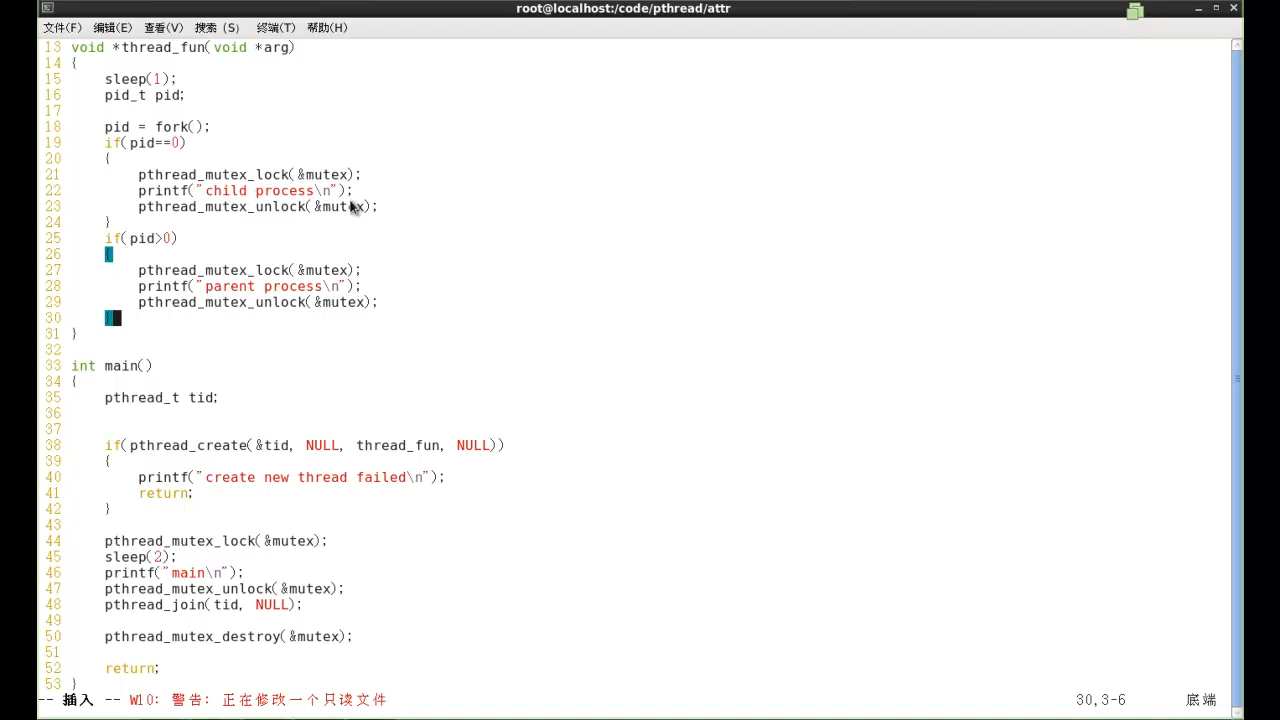 root@localhost:/code/pthread/attr
文件(F) 编辑(E) 查看(V) 搜索 (S) 终端(T) 帮助(H)
13 void *thread_fun(void *arg)
14 {
15     sleep(1);
16     pid_t pid;
17
18     pid = fork();
19     if(pid==0)
20     {
21         pthread_mutex_lock(&mutex);
22         printf("child process\n");
23         pthread_mutex_unlock(&mutex);
24     }
25     if(pid>0)
26     {
27         pthread_mutex_lock(&mutex);
28         printf("parent process\n");
29         pthread_mutex_unlock(&mutex);
30     }
31 }
32
33 int main()
34 {
35     pthread_t tid;
36
37
38     if(pthread_create(&tid, NULL, thread_fun, NULL))
39     {
40         printf("create new thread failed\n");
41         return;
42     }
43
44     pthread_mutex_lock(&mutex);
45     sleep(2);
46     printf("main\n");
47     pthread_mutex_unlock(&mutex);
48     pthread_join(tid, NULL);
49
50     pthread_mutex_destroy(&mutex);
51
52     return;
53 }
-- 插入 -- W10: 警告: 正在修改一个只读文件 30,3-6 底端